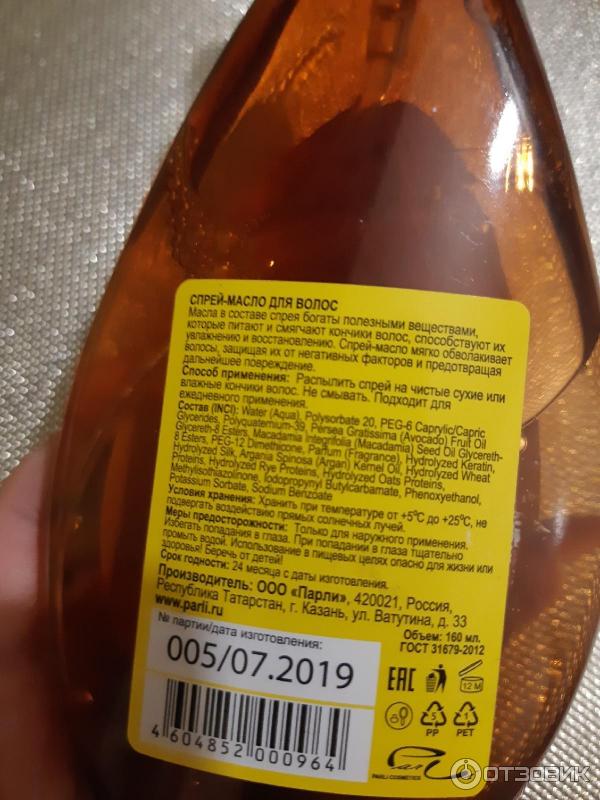 СПРЕЙ-МАСЛО ДЛЯ ВОЛОС
Масла в составе спрея богаты полезными веществами,
которые питают и смягчают кончики волос, способствуют их
увлажнению и восстановлению. Спрей-масло мягко обволакивает
волосы, защищая их от негативных факторов и предотвращая
дальнейшее повреждение.
Способ применения: Распылить спрей на чистые сухие или
влажные кончики волос. Не смывать. Подходит для
ежедневного применения.
Состав (INCI): Water (Aqua), Polysorbate 20, PEG-6 Caprylic/Capric
Glycerides, Polyquaternium-39, Persea Gratissima (Avocado) Fruit Oil
Glycereth-8 Esters, Macadamia Integrifolia (Macadamia) Seed Oil Glycereth-
8 Esters, PEG-12 Dimethicone, Parfum (Fragrance), Hydrolyzed Keratin,
Hydrolyzed Silk, Argania Spinosa (Argan) Kernel Oil, Hydrolyzed Wheat
Proteins, Hydrolyzed Rye Proteins, Hydrolyzed Oats Proteins,
Methylisothiazolinone, Iodopropynyl Butylcarbamate, Phenoxyethanol,
Potassium Sorbate, Sodium Benzoate
Условия хранения: Хранить при температуре от +5°С до +25°С, не
подвергать воздействию прямых солнечных лучей.
Меры предосторожности: Только для наружного применения.
Избегать попадания в глаза. При попадании в глаза тщательно
промыть водой. Использование в пищевых целях опасно для жизни или
здоровья! Беречь от детей!
Срок годности: 24 месяца с даты изготовления.
Производитель: ООО «Парли», 420021, Россия,
Республика Татарстан, г. Казань, ул. Ватутина, д. 33
www.parli.ru
Объем: 160 мл.
ГОСТ 31679-2012
№ партии/дата изготовления:
005/07.2019
EAC
12 M
5
PP
1
PET
4 604852 000964
Parli
PARLI COSMETICS
ОТЗОВИК